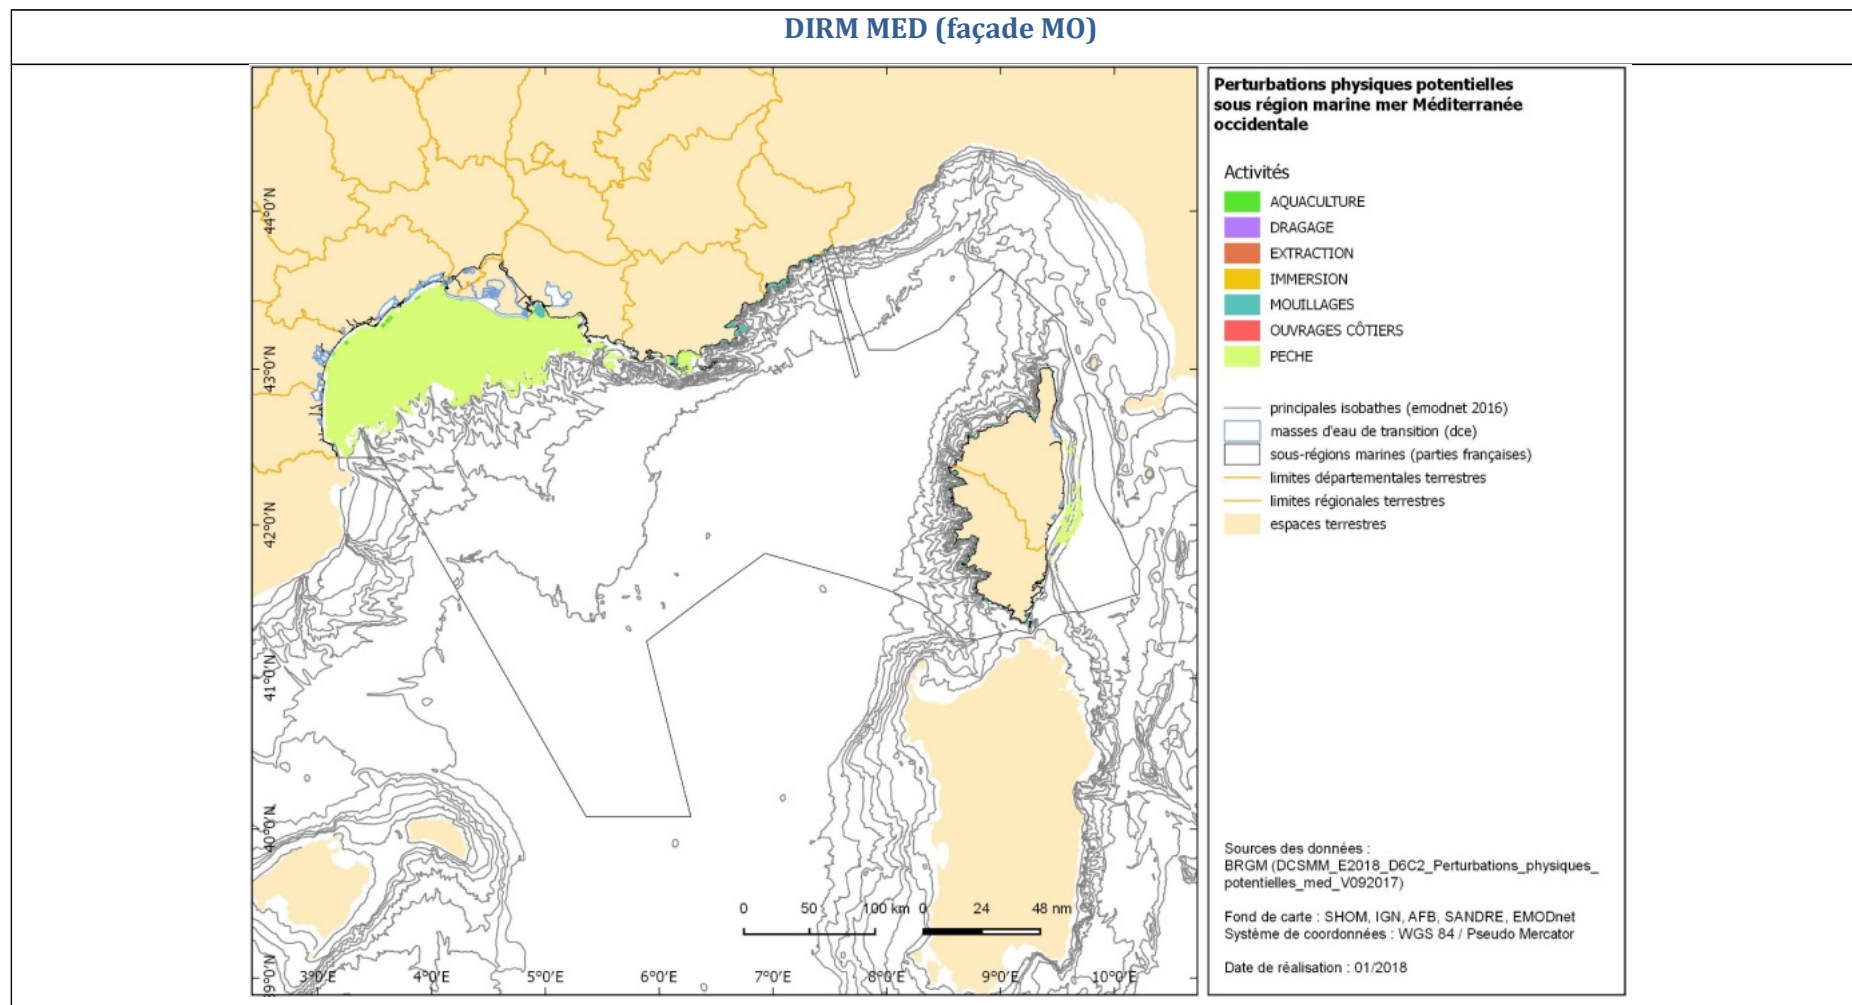 DIRM MED (façade MO)
Perturbations physiques potentielles
sous région marine mer Méditerranée
occidentale
Activités
AQUACULTURE
DRAGAGE
EXTRACTION
IMMERSION
MOUILLAGES
OUVRAGES CÔTIERS
PECHE
principales isobathes (emodnet 2016)
masses d'eau de transition (dce)
sous-régions marines (parties françaises)
limites départementales terrestres
limites régionales terrestres
espaces terrestres
Sources des données :
BRGM (DCSMM_E2018_D6C2_Perturbations_physiques_
potentielles_med_V092017)
Fond de carte : SHOM, IGN, AFB, SANDRE, EMODnet
Système de coordonnées : WGS 84 / Pseudo Mercator
Date de réalisation : 01/2018
44°0'N
43°0'N
42°0'N
41°0'N
40°0'N
39°0'N
0 50 100 km 0 24 48 nm
3°0'E 4°0'E 5°0'E 6°0'E 7°0'E 8°0'E 9°0'E 10°0'E